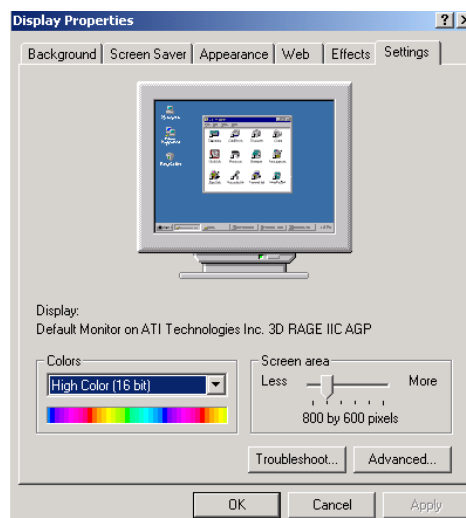 Display Properties
Background Screen Saver Appearance Web Effects Settings
Display:
Default Monitor on ATI Technologies Inc. 3D RAGE IIC AGP
Colors
High Color (16 bit)
Screen area
Less More
800 by 600 pixels
Troubleshoot... Advanced...
OK Cancel Apply